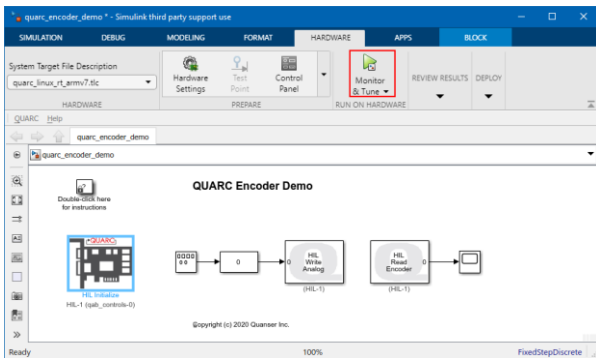 quarc_encoder_demo * - Simulink third party support use
SIMULATION DEBUG MODELING FORMAT HARDWARE APPS BLOCK
System Target File Description
quarc_linux_rt_armv7.tlc
Hardware
Settings
Test
Point
Control
Panel
Monitor
& Tune
REVIEW RESULTS
DEPLOY
HARDWARE PREPARE RUN ON HARDWARE
QUARC Help
quarc_encoder_demo
quarc_encoder_demo
Double-click here
for instructions
QUARC Encoder Demo
QUARC
HIL Initialize
HIL-1 (qab_controls-0)
0
0
HIL
Write
Analog
(HIL-1)
HIL
Read
Encoder
0
(HIL-1)
©opyright (c) 2020 Quanser Inc.
Ready 100% FixedStepDiscrete